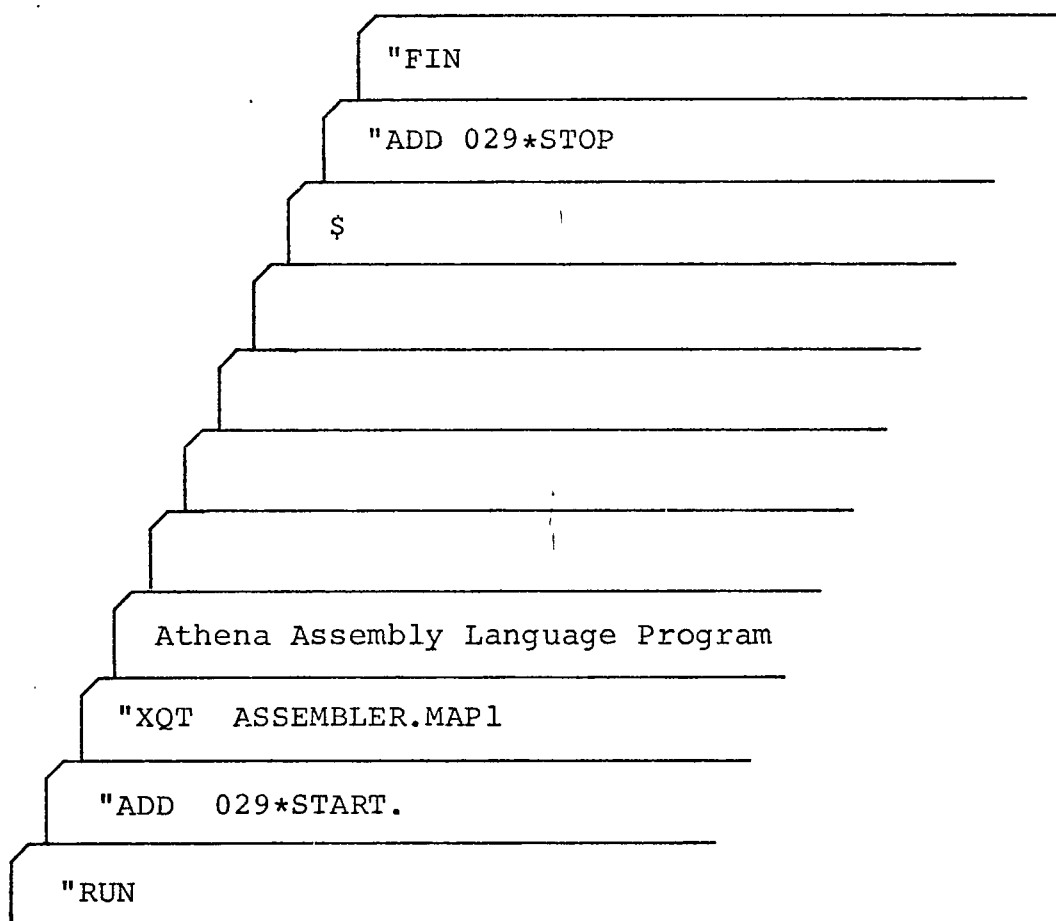 "FIN
"ADD 029*STOP
$
Athena Assembly Language Program
"XQT ASSEMBLER.MAP1
"ADD 029*START.
"RUN